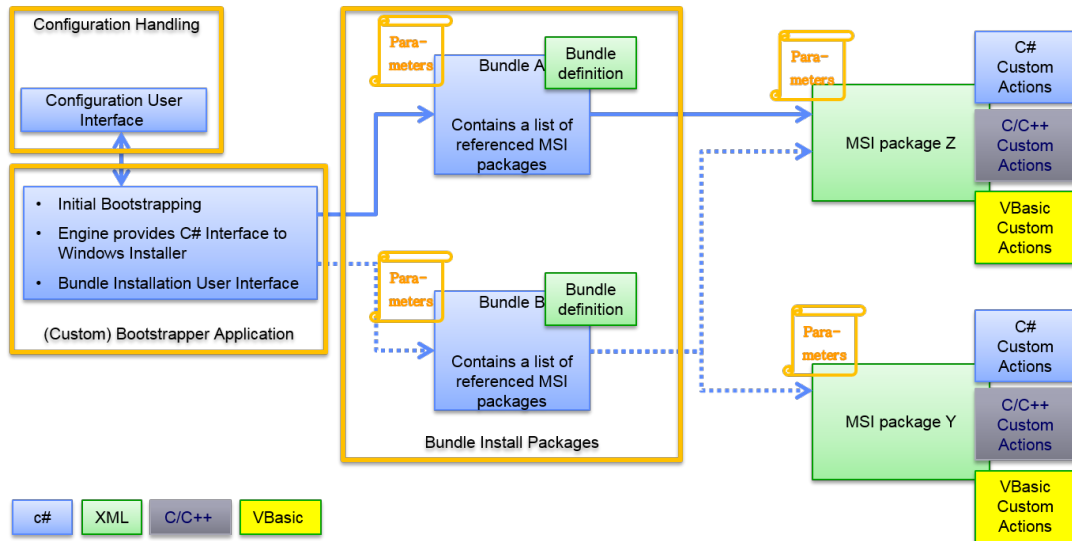 Configuration Handling
Configuration User
Interface
• Initial Bootstrapping
• Engine provides C# Interface to
Windows Installer
• Bundle Installation User Interface
(Custom) Bootstrapper Application
Para-
meters
Bundle A
Bundle
definition
Contains a list of
referenced MSI
packages
Para-
meters
Bundle B
Bundle
definition
Contains a list of
referenced MSI
packages
Bundle Install Packages
Para-
meters
MSI package Z
C#
Custom
Actions
C/C++
Custom
Actions
VBasic
Custom
Actions
Para-
meters
MSI package Y
C#
Custom
Actions
C/C++
Custom
Actions
VBasic
Custom
Actions
c#
XML
C/C++
VBasic